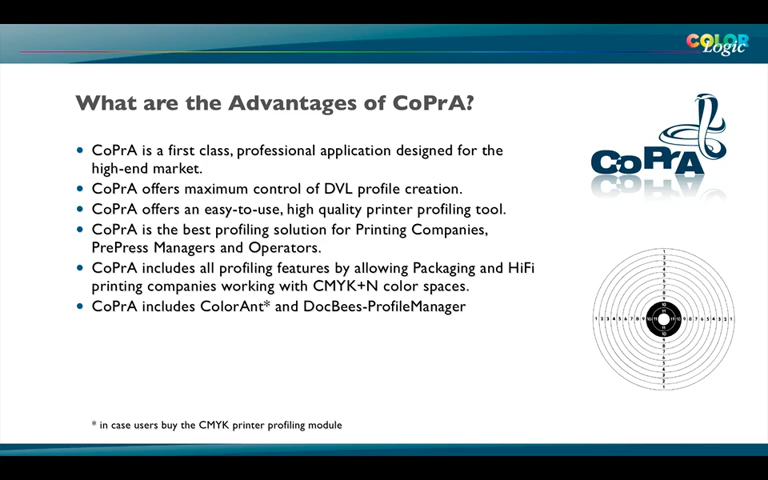 COLOR
Logic
What are the Advantages of CoPrA?
• CoPrA is a first class, professional application designed for the
high-end market.
• CoPrA offers maximum control of DVL profile creation.
• CoPrA offers an easy-to-use, high quality printer profiling tool.
• CoPrA is the best profiling solution for Printing Companies,
PrePress Managers and Operators.
• CoPrA includes all profiling features by allowing Packaging and HiFi
printing companies working with CMYK+N color spaces.
• CoPrA includes ColorAnt* and DocBees-ProfileManager
CoPrA
* in case users buy the CMYK printer profiling module